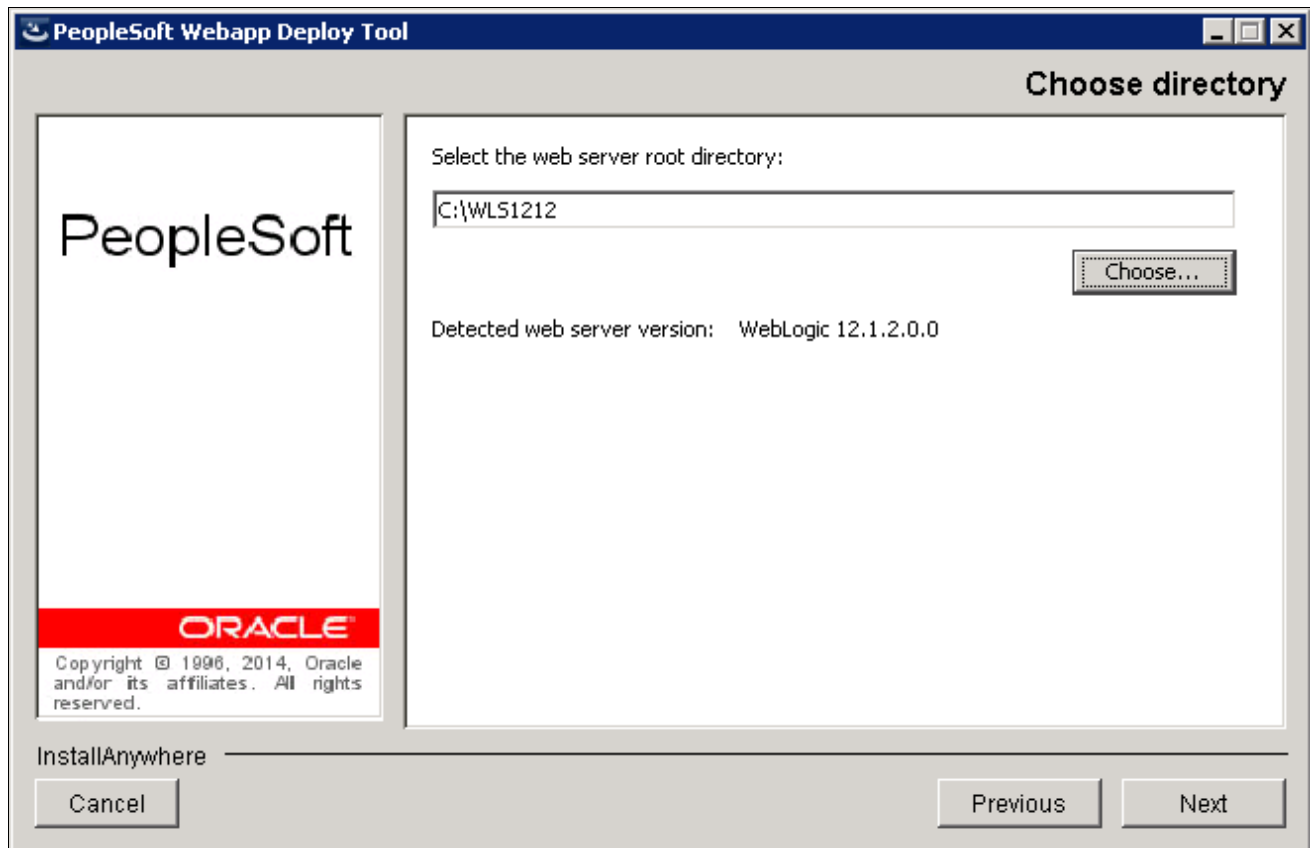 PeopleSoft Webapp Deploy Tool
Choose directory
PeopleSoft
ORACLE
Copyright © 1996, 2014, Oracle
and/or its affiliates. All rights
reserved.
Select the web server root directory:
C:\WLS1212
Choose...
Detected web server version: WebLogic 12.1.2.0.0
InstallAnywhere
Cancel
Previous
Next